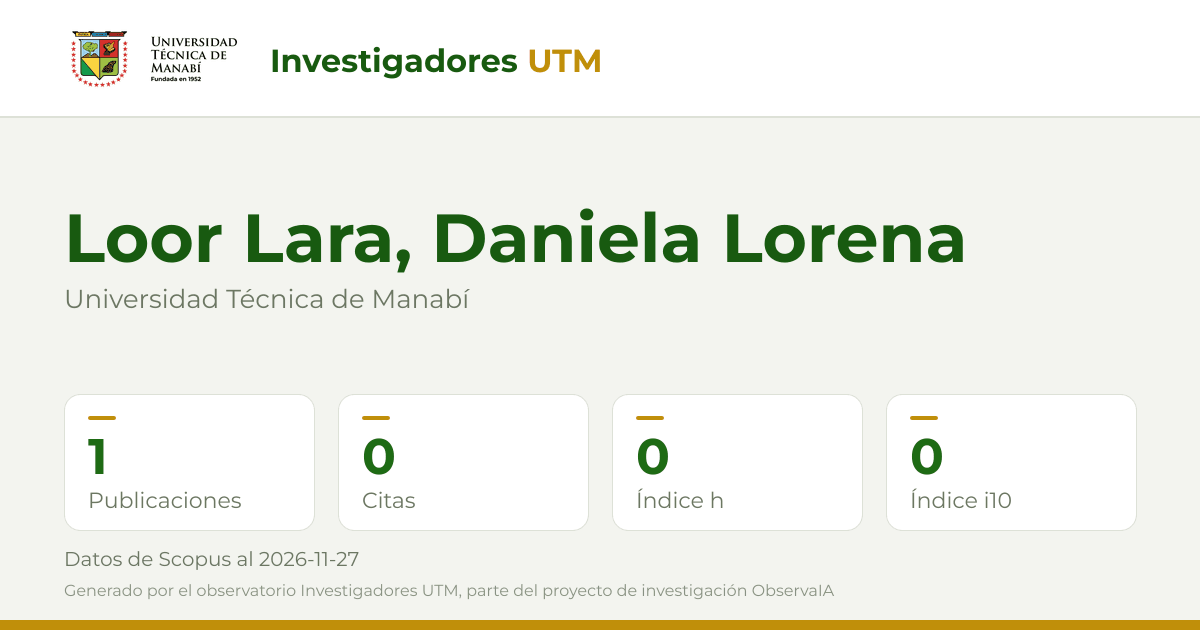 UNIVERSIDAD
TÉCNICA DE
MANABÍ
Fundada en 1952
Investigadores UTM
Loor Lara, Daniela Lorena
Universidad Técnica de Manabí
1
Publicaciones
0
Citas
0
Índice h
0
Índice i10
Datos de Scopus al 2026-11-27
Generado por el observatorio Investigadores UTM, parte del proyecto de investigación ObservaIA